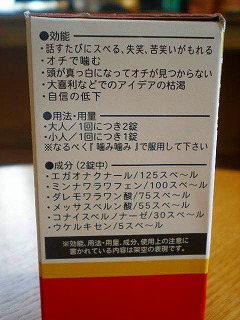 ●効能
・話すたびにスベる、失笑、苦笑いがもれる
・オチで噛む
・頭が真っ白になってオチが見つからない
・大喜利などでのアイデアの枯渇
・自信の低下
●用法・用量
・大人/1回につき2錠
・小人/1回につき1錠
※なるべく『噛み噛み』で服用して下さい
●成分(2錠中)
・エガオナクナール/125スペ～ル
・ミンナワラワフェン/100スペール
・ダレモワラワン酸/75スペ～ル
・メッサスベルン酸/55スペ～ル
・コナイスベルノナーゼ/30スペ～ル
・ウケルキセン/5スペ～ル
※効能、用法・用量、成分、使用上の注意に
書かれている内容は架空の表現です。